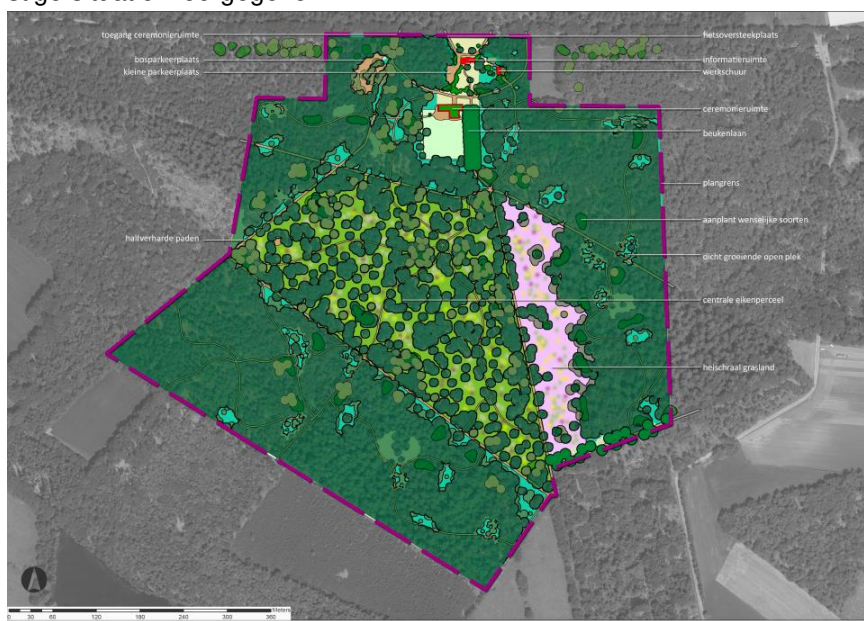 toegang ceremonieruimte
bosparkeerplaats
kleine parkeerplaats
fietsoversteekplaats
informatieruimte
werkschuur
ceremonieruimte
beukenlaan
plangrens
aanplant wenselijke soorten
halfverharde paden
dicht groeiende open plek
centrale eikenperceel
heischraal grasland
Meters
0 30 60 120 180 240 300 360